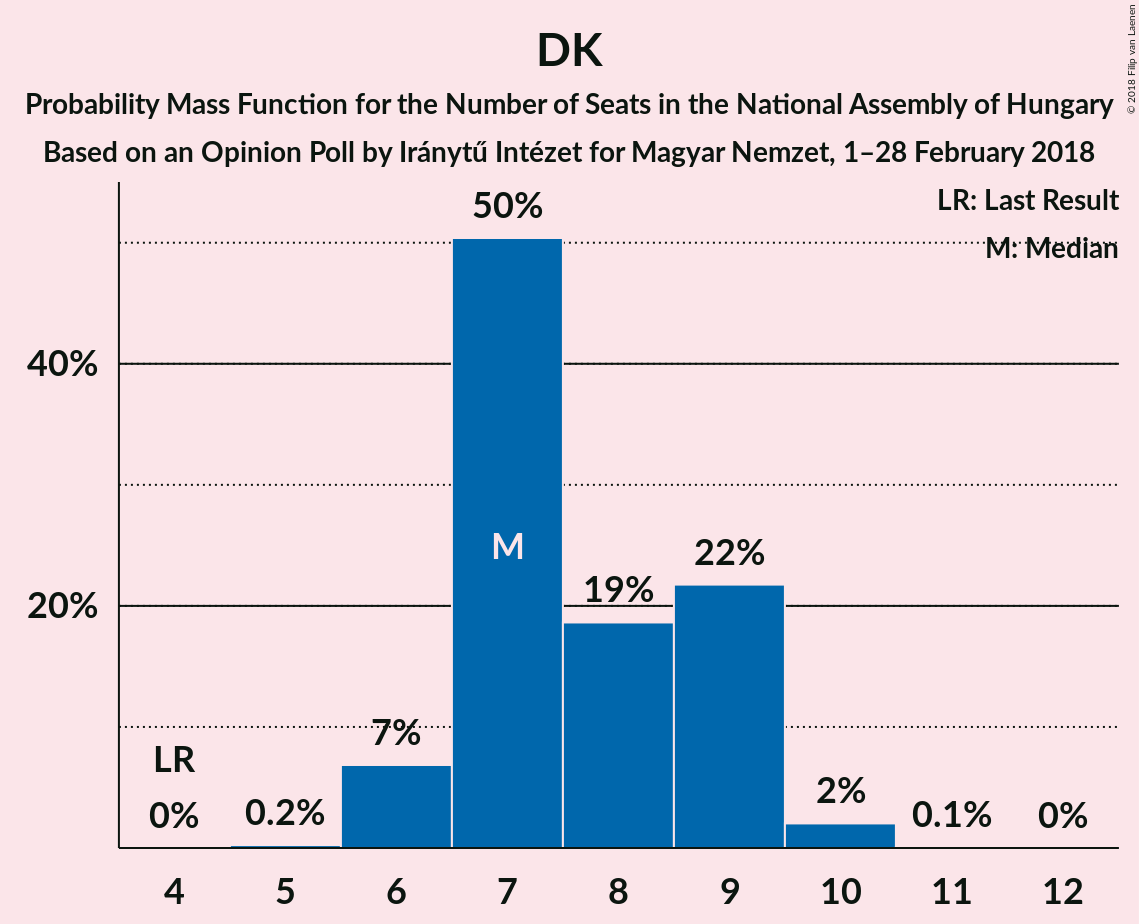 DK
Probability Mass Function for the Number of Seats in the National Assembly of Hungary
Based on an Opinion Poll by Iránytű Intézet for Magyar Nemzet, 1–28 February 2018
© 2018 Filip van Laenen
LR: Last Result
M: Median
50%
40%
M
22%
19%
20%
7%
LR
2%
0%
0.2%
0.1%
0%
4 5 6 7 8 9 10 11 12